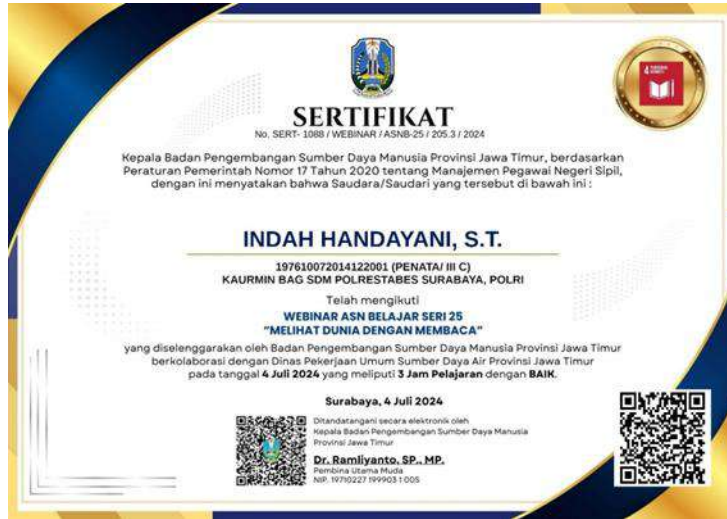 SERTIFIKAT
No. SERT- 1088 / WEBINAR / ASNB-25 / 205.3 / 2024
Kepala Badan Pengembangan Sumber Daya Manusia Provinsi Jawa Timur, berdasarkan
Peraturan Pemerintah Nomor 17 Tahun 2020 tentang Manajemen Pegawai Negeri Sipil,
dengan ini menyatakan bahwa Saudara/Saudari yang tersebut di bawah ini :
INDAH HANDAYANI, S.T.
197610072014122001 (PENATA/ III C)
KAURMIN BAG SDM POLRESTABES SURABAYA, POLRI
Telah mengikuti
WEBINAR ASN BELAJAR SERI 25
“MELIHAT DUNIA DENGAN MEMBACA”
yang diselenggarakan oleh Badan Pengembangan Sumber Daya Manusia Provinsi Jawa Timur
berkolaborasi dengan Dinas Pekerjaan Umum Sumber Daya Air Provinsi Jawa Timur
pada tanggal 4 Juli 2024 yang meliputi 3 Jam Pelajaran dengan BAIK.
Surabaya, 4 Juli 2024
Ditandatangani secara elektronik oleh
Kepala Badan Pengembangan Sumber Daya Manusia
Provinsi Jawa Timur
Dr. Ramliyanto, SP., MP.
Pembina Utama Muda
NIP. 19710227 199903 1 005